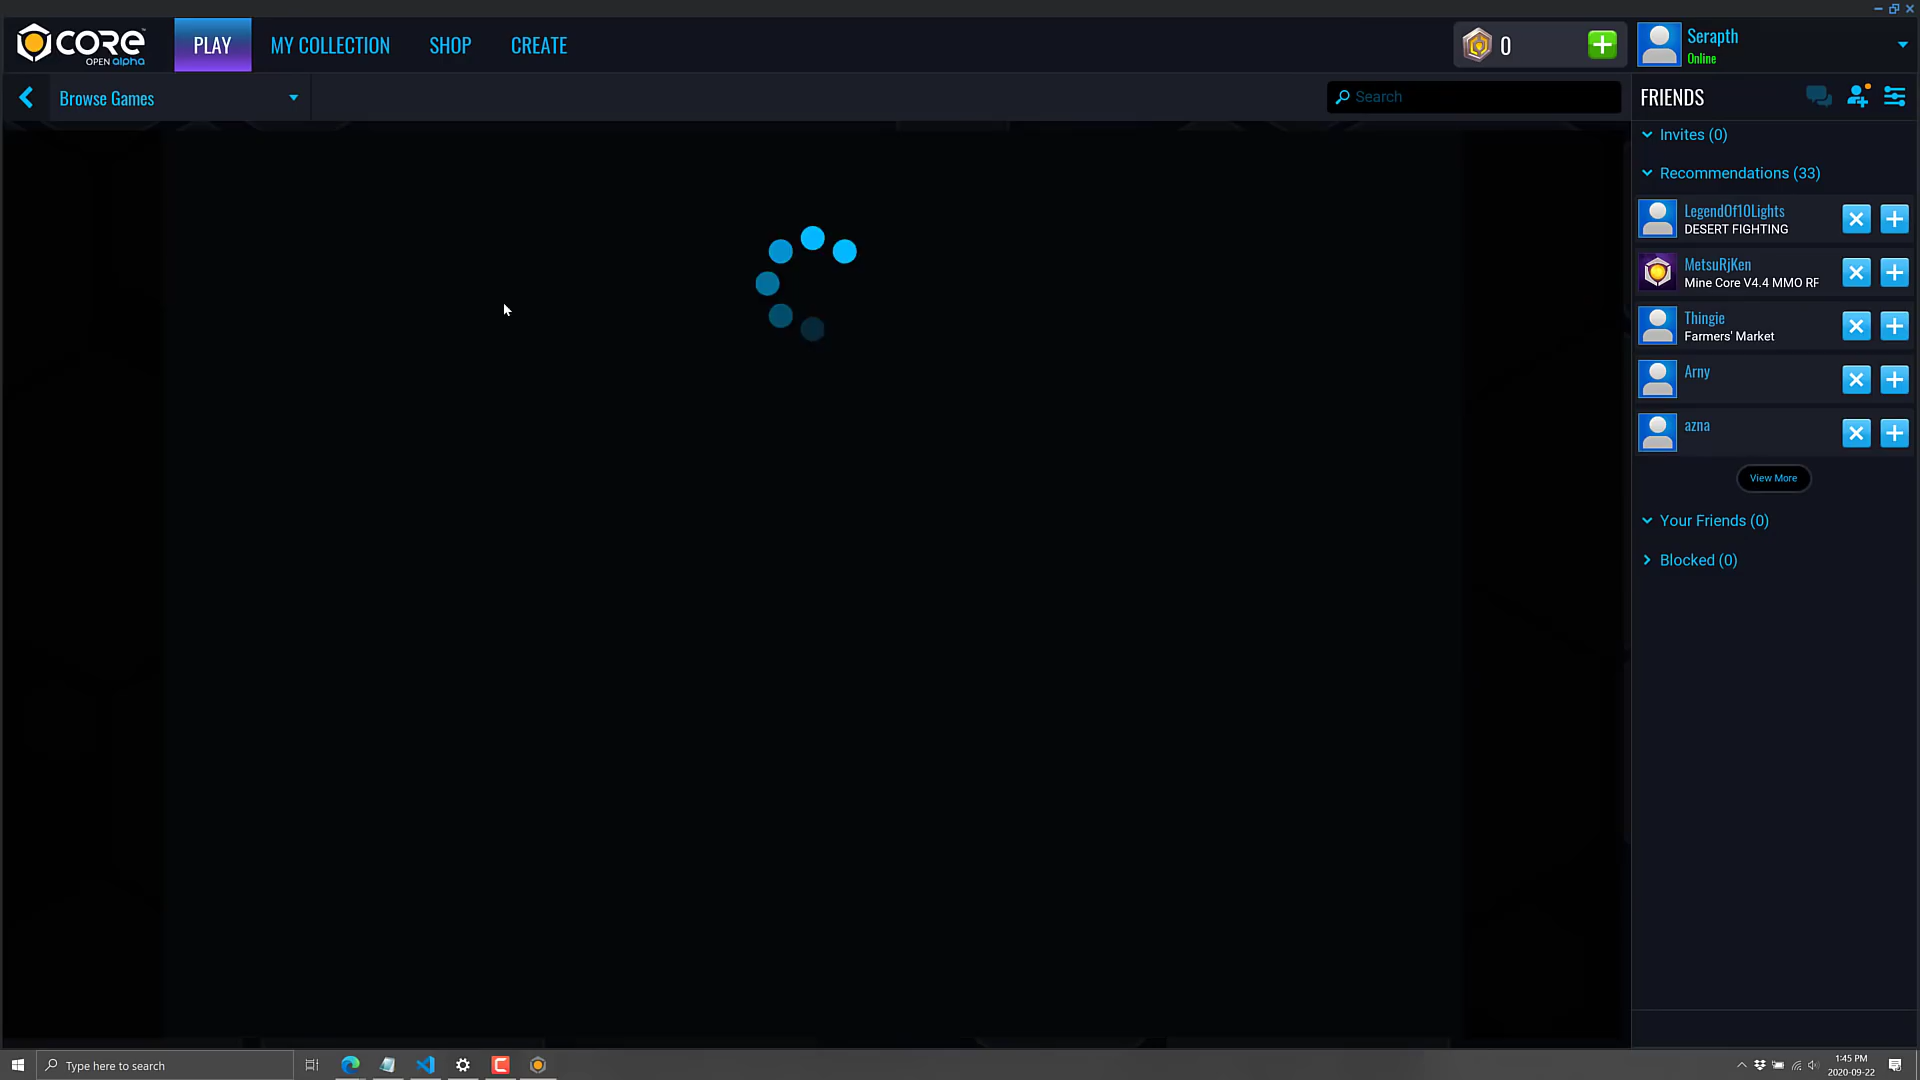 CORE
OPEN alpha
PLAY
MY COLLECTION
SHOP
CREATE
0
Serapth
Online
Browse Games
Search
FRIENDS
Invites (0)
Recommendations (33)
LegendOf10Lights
DESERT FIGHTING
MetsuRjKen
Mine Core V4.4 MMO RF
Thingie
Farmers' Market
Arny
azna
View More
Your Friends (0)
Blocked (0)
Type here to search
1:45 PM
2020-09-22